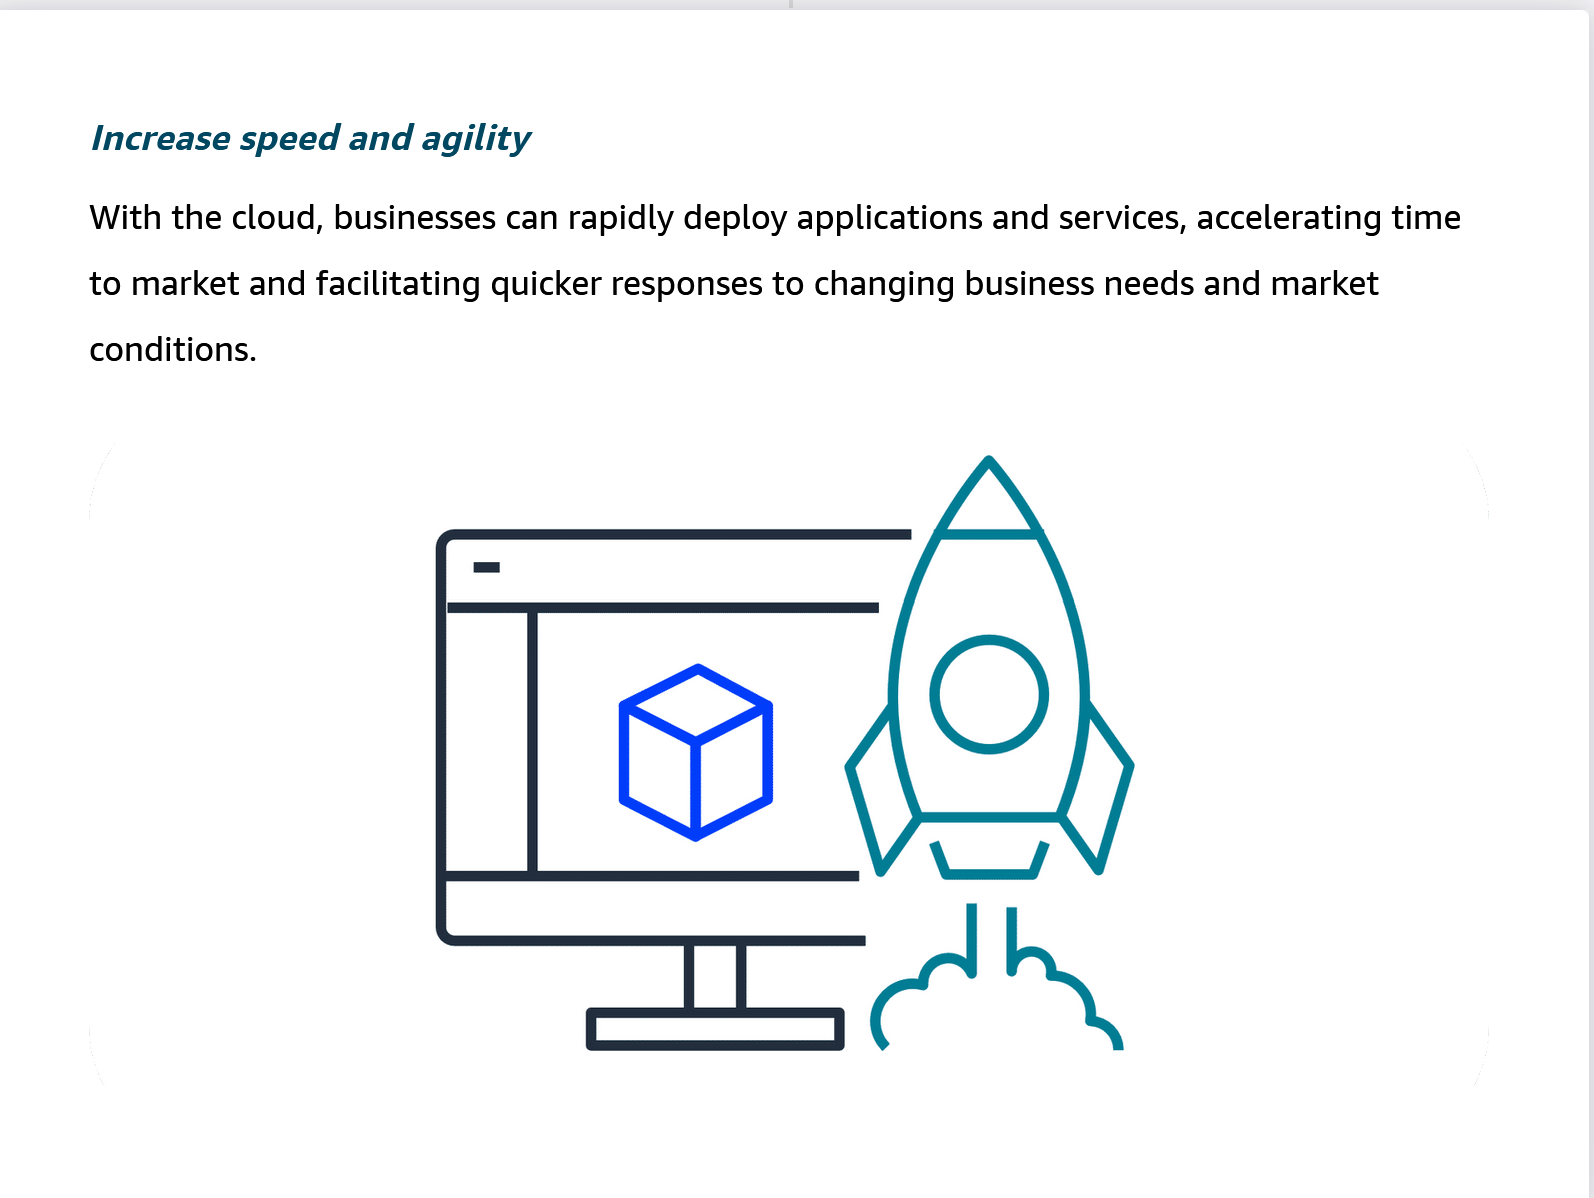 Increase speed and agility
With the cloud, businesses can rapidly deploy applications and services, accelerating time
to market and facilitating quicker responses to changing business needs and market
conditions.